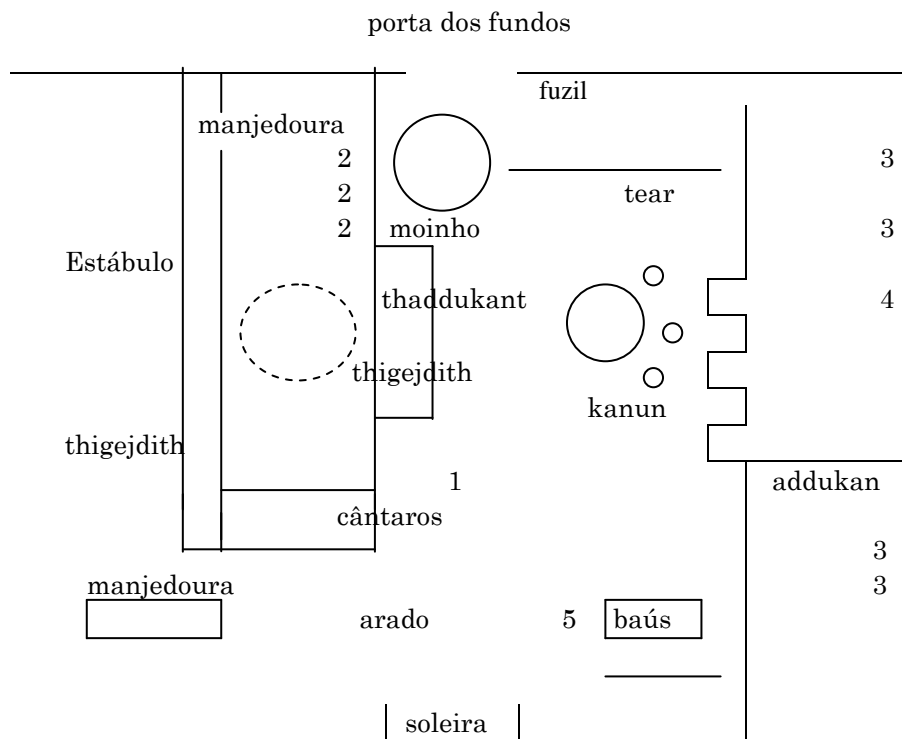 porta dos fundos
fuzil
manjedoura
2
3
2
tear
2
moinho
3
Estábulo
thaddukant
4
thigejdith
kanun
thigejdith
1
addukan
cântaros
3
manjedoura
3
arado
5
baús
soleira